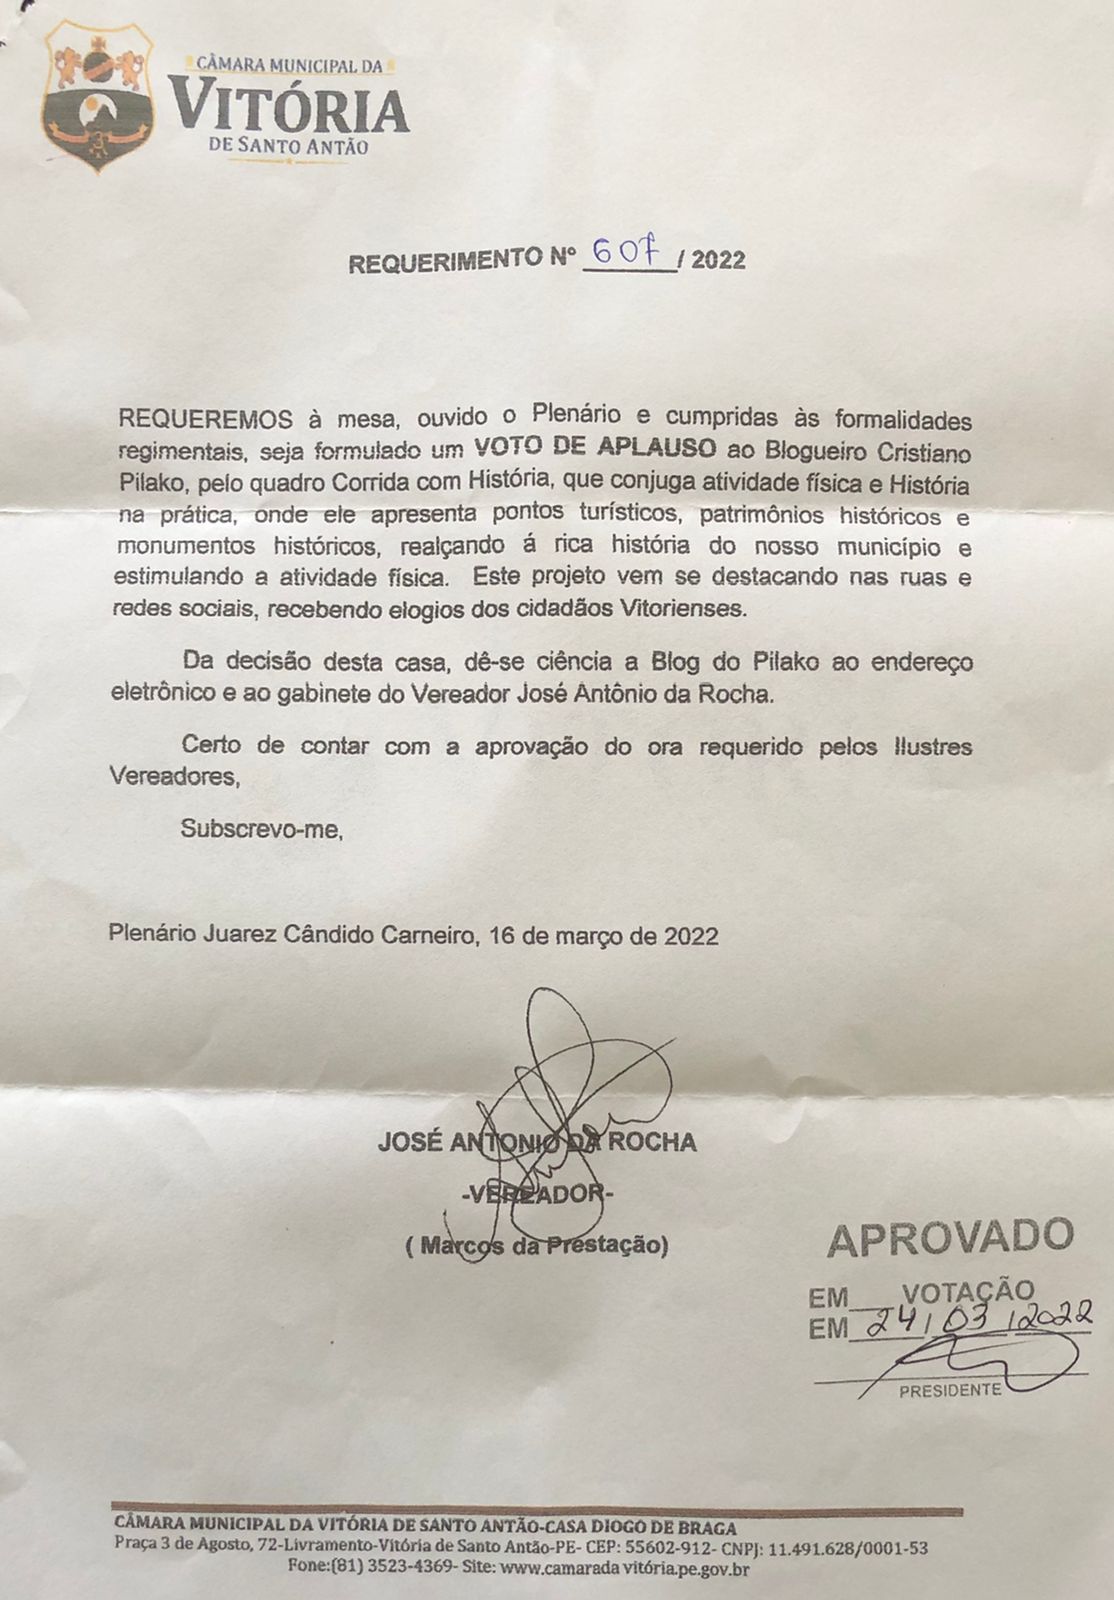 CÂMARA MUNICIPAL DA
VITÓRIA
DE SANTO ANTÃO
REQUERIMENTO Nº 607 / 2022
REQUEREMOS à mesa, ouvido o Plenário e cumpridas às formalidades
regimentais, seja formulado um VOTO DE APLAUSO ao Blogueiro Cristiano
Pilako, pelo quadro Corrida com História, que conjuga atividade física e História
na prática, onde ele apresenta pontos turísticos, patrimônios históricos e
monumentos históricos, realçando á rica história do nosso município e
estimulando a atividade física. Este projeto vem se destacando nas ruas e
redes sociais, recebendo elogios dos cidadãos Vitorienses.
Da decisão desta casa, dê-se ciência a Blog do Pilako ao endereço
eletrônico e ao gabinete do Vereador José Antônio da Rocha.
Certo de contar com a aprovação do ora requerido pelos Ilustres
Vereadores,
Subscrevo-me,
Plenário Juarez Cândido Carneiro, 16 de março de 2022
JOSÉ ANTONIO DA ROCHA
-VEREADOR-
( Marcos da Prestação)
APROVADO
EM VOTAÇÃO
EM 24/03/2022
PRESIDENTE
CÂMARA MUNICIPAL DA VITÓRIA DE SANTO ANTÃO-CASA DIOGO DE BRAGA
Praça 3 de Agosto, 72-Livramento-Vitória de Santo Antão-PE- CEP: 55602-912- CNPJ: 11.491.628/0001-53
Fone:(81) 3523-4369- Site: www.camarada vitória.pe.gov.br